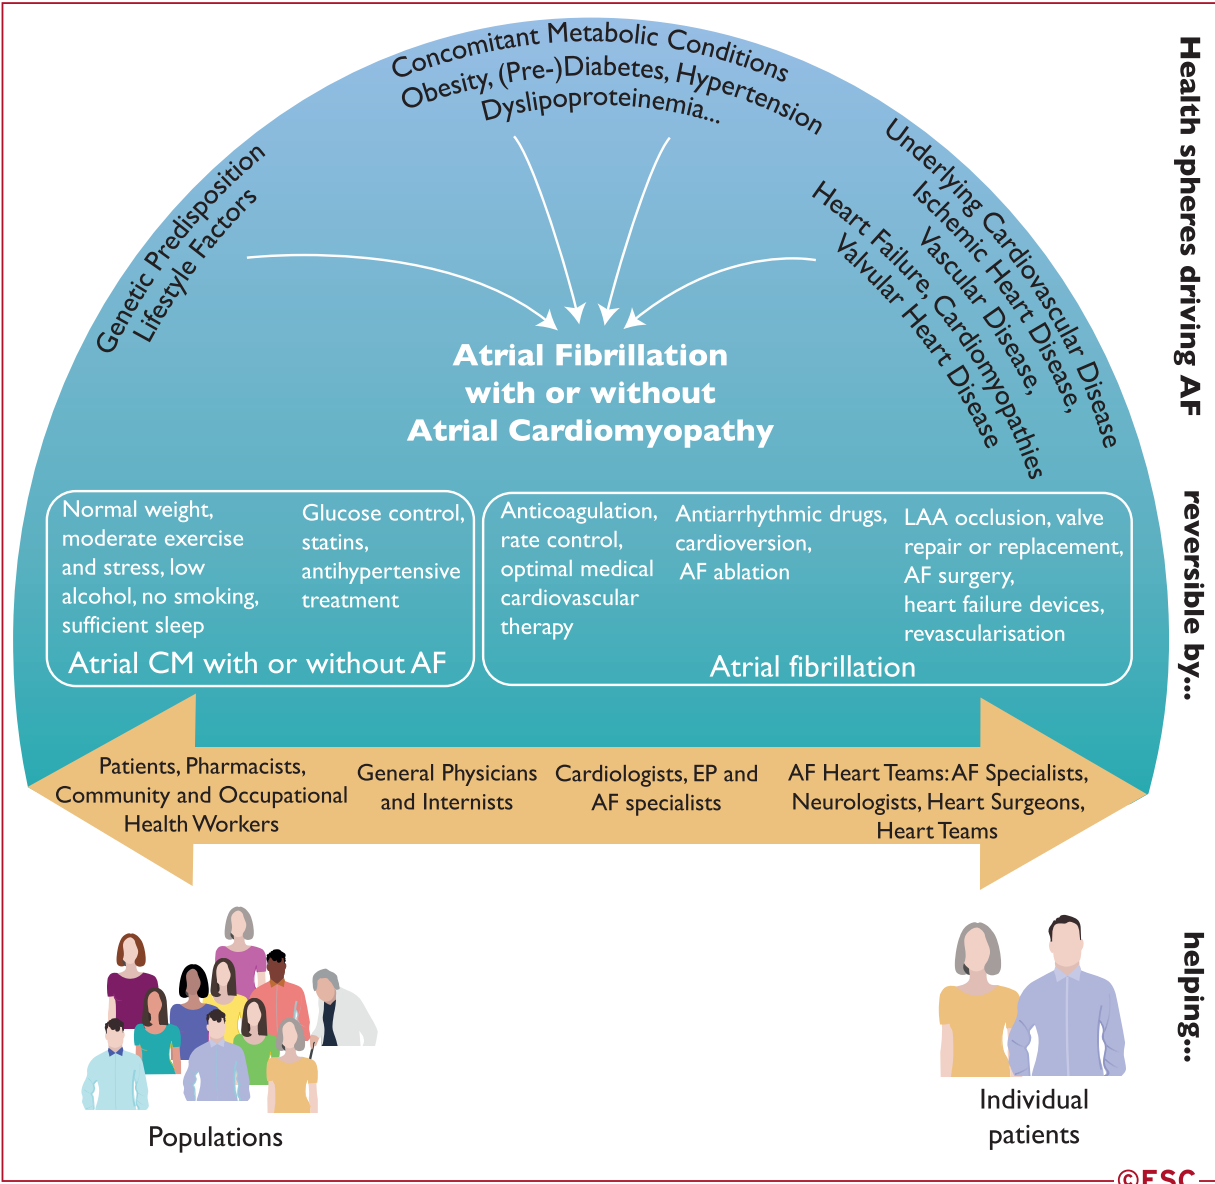 Concomitant Metabolic Conditions
Obesity, (Pre-)Diabetes, Hypertension
Dyslipoproteinemia...
Genetic Predisposition
Lifestyle Factors
Underlying Cardiovascular Disease
Ischemic Heart Disease,
Vascular Disease,
Heart Failure, Cardiomyopathies
Valvular Heart Disease
Health spheres driving AF
Atrial Fibrillation
with or without
Atrial Cardiomyopathy
Normal weight,
moderate exercise
and stress, low
alcohol, no smoking,
sufficient sleep
Glucose control,
statins,
antihypertensive
treatment
Atrial CM with or without AF
Anticoagulation,
rate control,
optimal medical
cardiovascular
therapy
Antiarrhythmic drugs,
cardioversion,
AF ablation
LAA occlusion, valve
repair or replacement,
AF surgery,
heart failure devices,
revascularisation
Atrial fibrillation
reversible by...
Patients, Pharmacists,
Community and Occupational
Health Workers
General Physicians
and Internists
Cardiologists, EP and
AF specialists
AF Heart Teams: AF Specialists,
Neurologists, Heart Surgeons,
Heart Teams
helping...
Populations
Individual
patients
©ESC